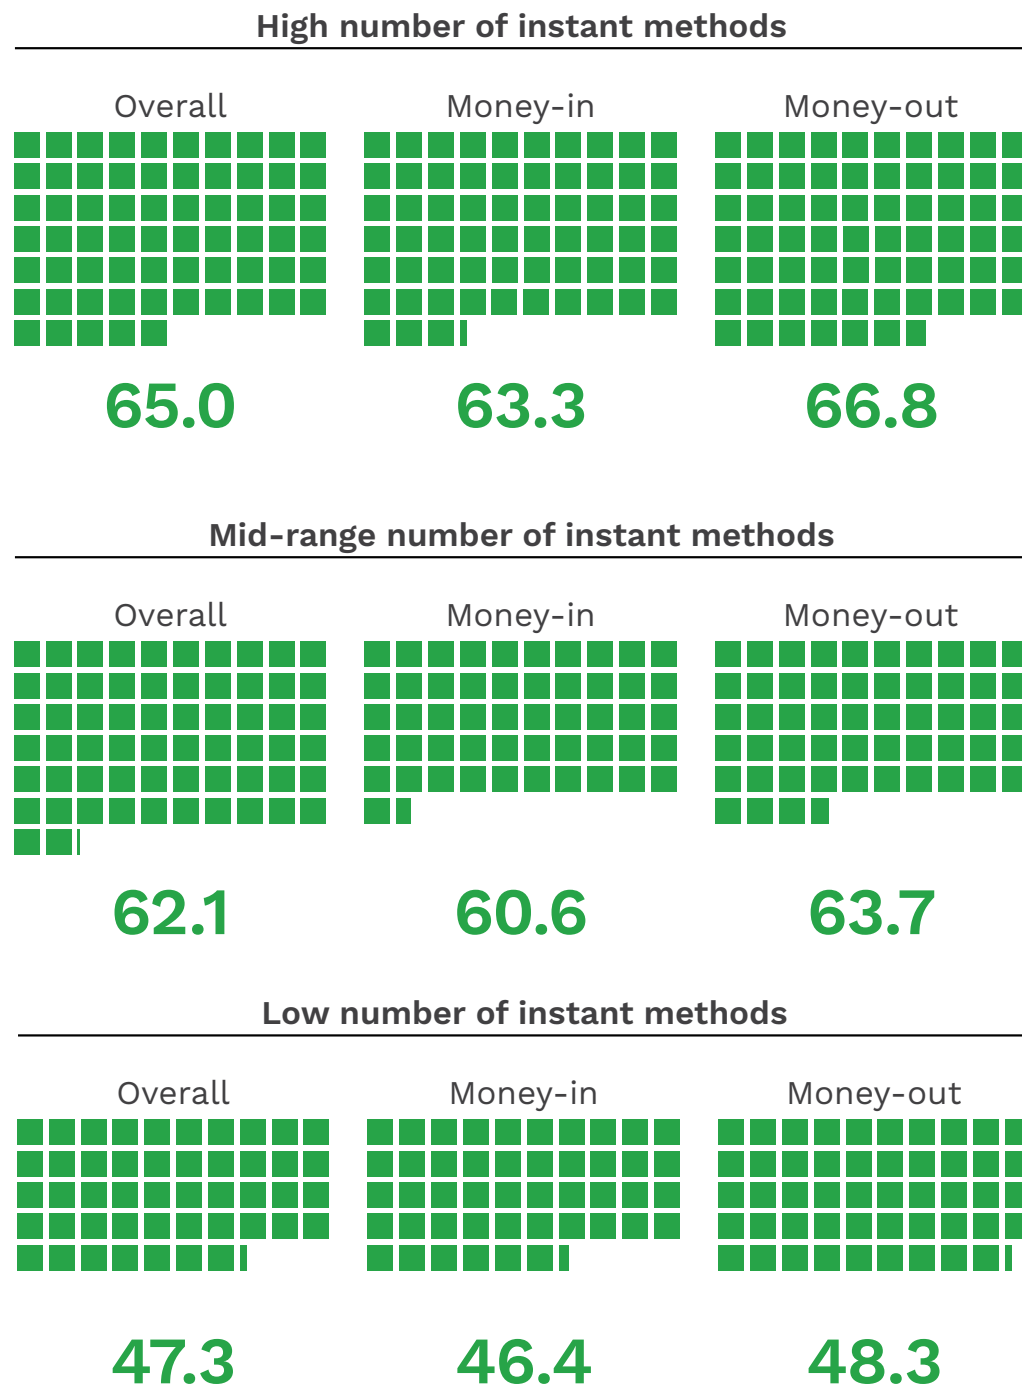 High number of instant methods
Overall Money-in Money-out
65.0 63.3 66.8
Mid-range number of instant methods
Overall Money-in Money-out
62.1 60.6 63.7
Low number of instant methods
Overall Money-in Money-out
47.3 46.4 48.3